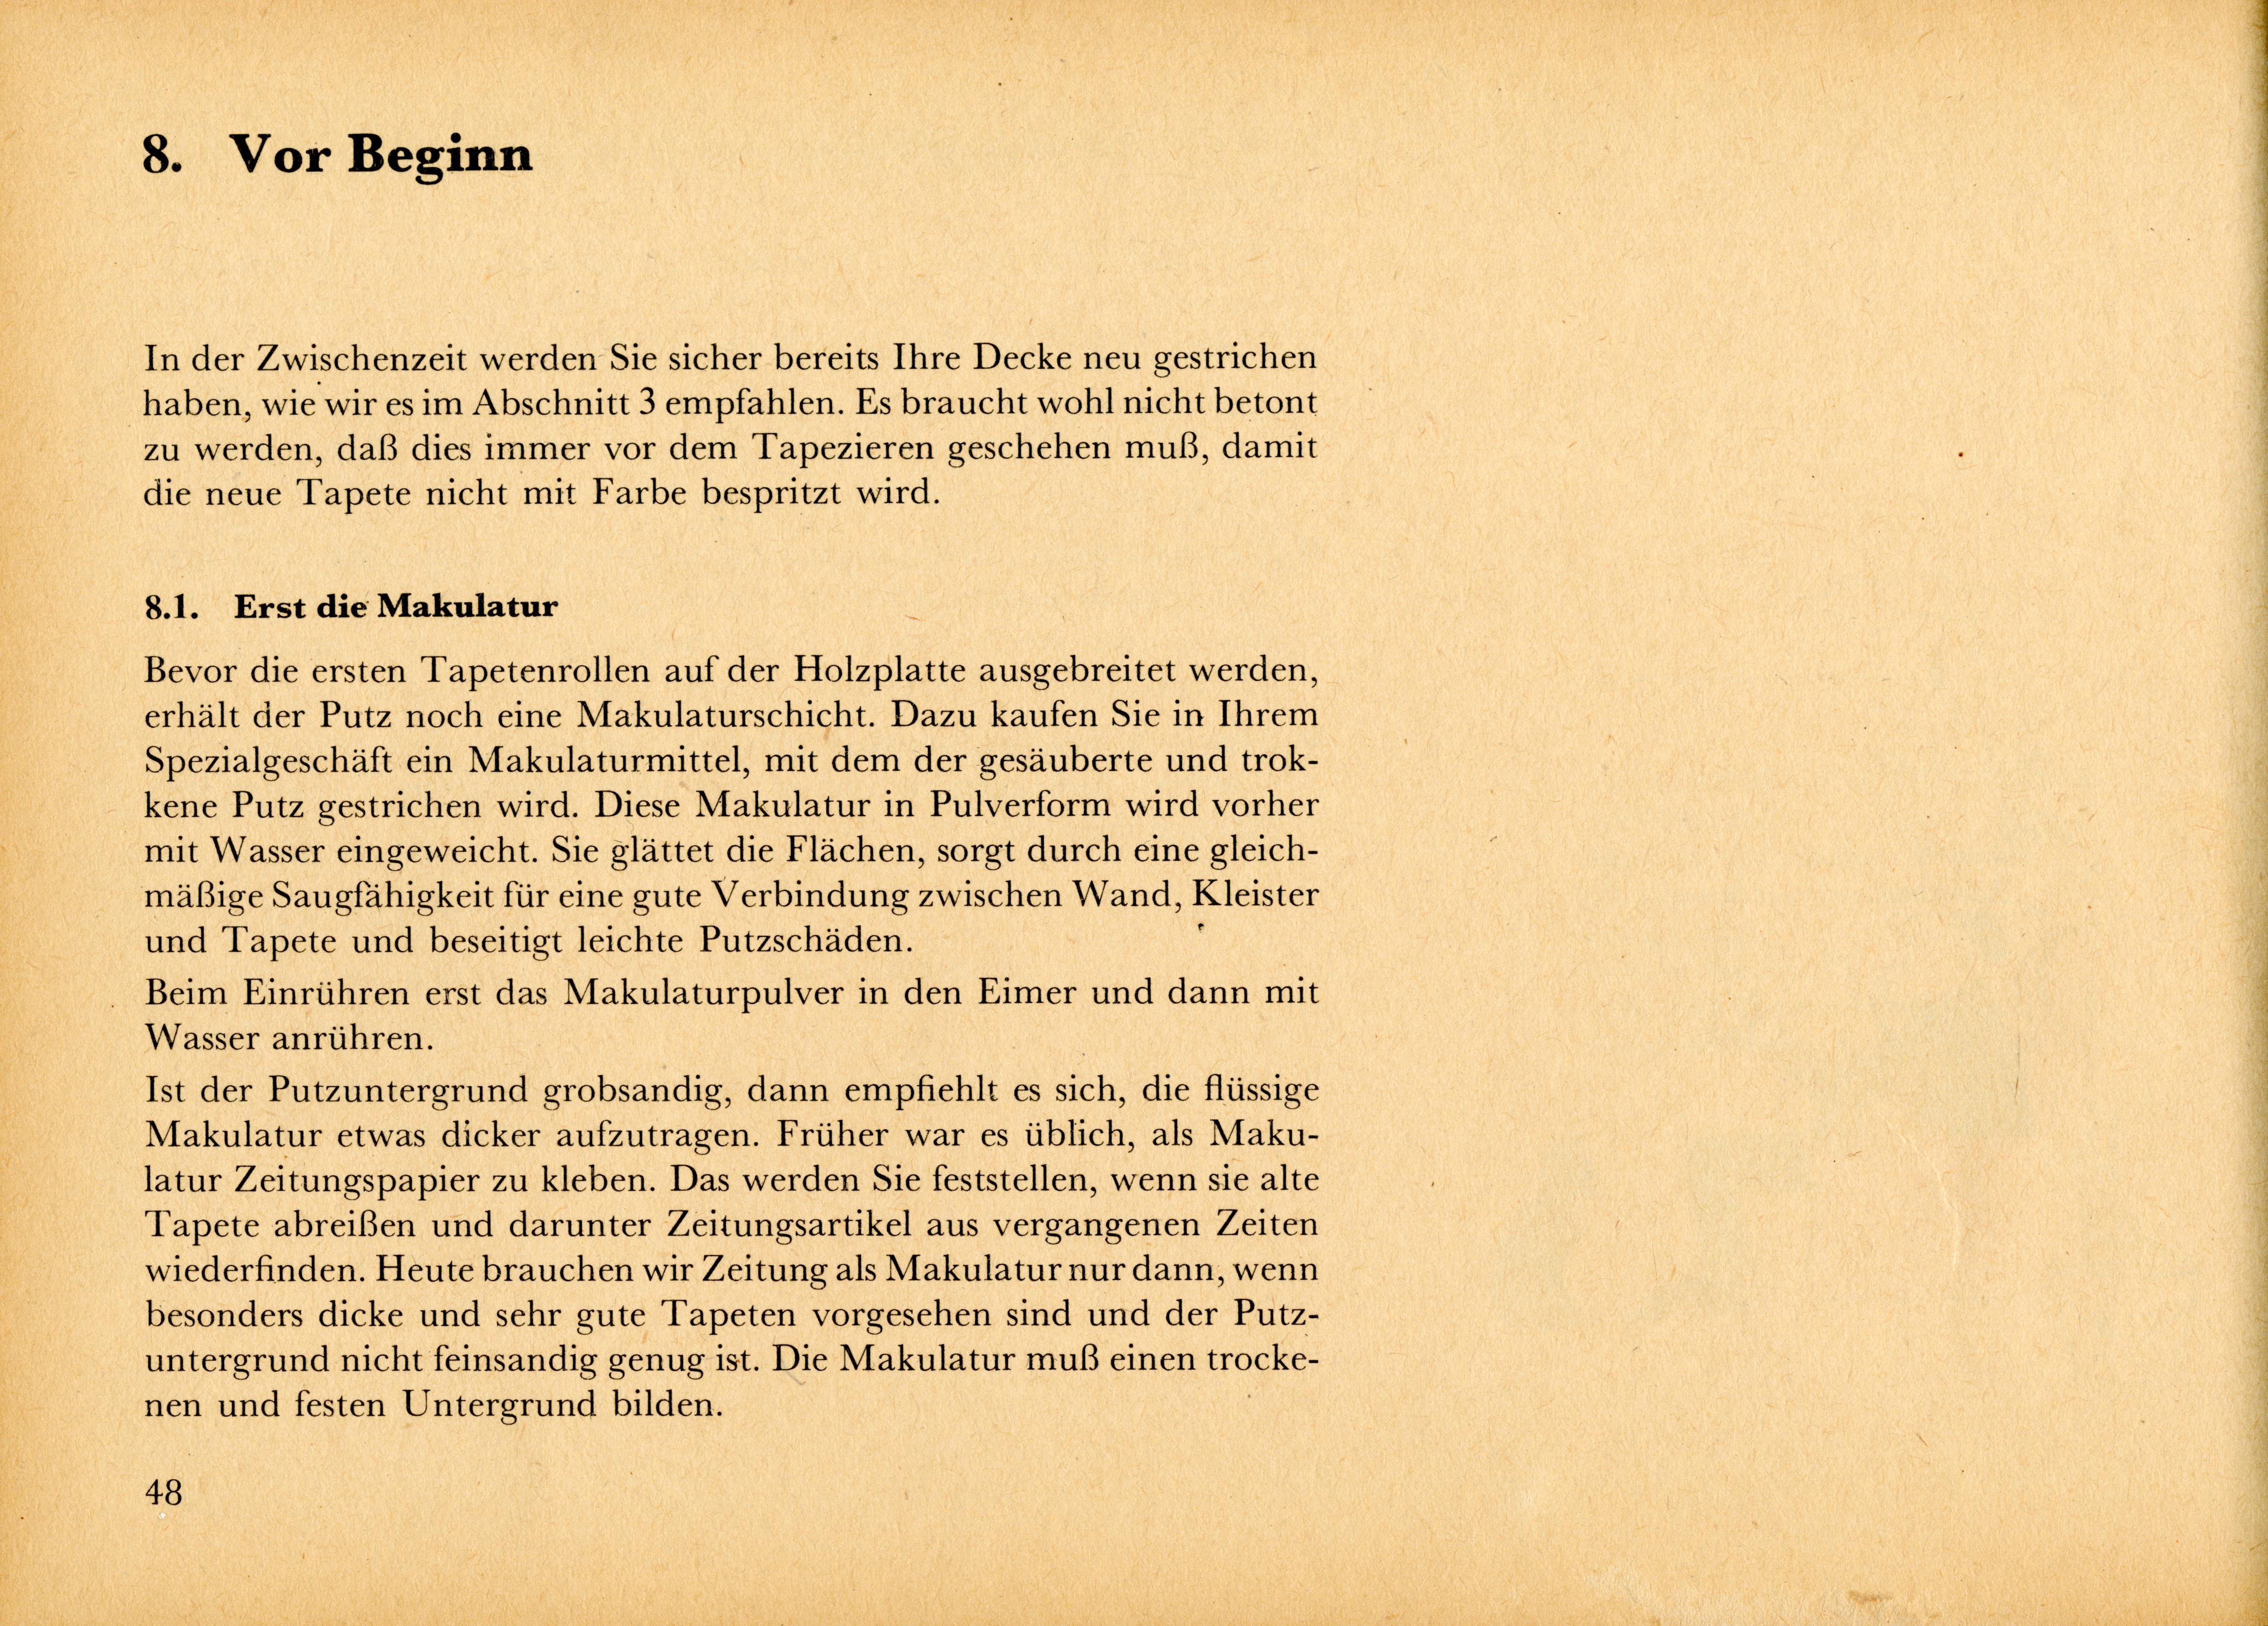 8. Vor Beginn
In der Zwischenzeit werden Sie sicher bereits Ihre Decke neu gestrichen
haben, wie wir es im Abschnitt 3 empfahlen. Es braucht wohl nicht betont
zu werden, daß dies immer vor dem Tapezieren geschehen muß, damit
die neue Tapete nicht mit Farbe bespritzt wird.
8.1. Erst die Makulatur
Bevor die ersten Tapetenrollen auf der Holzplatte ausgebreitet werden,
erhält der Putz noch eine Makulaturschicht. Dazu kaufen Sie in Ihrem
Spezialgeschäft ein Makulaturmittel, mit dem der gesäuberte und trok-
kene Putz gestrichen wird. Diese Makulatur in Pulverform wird vorher
mit Wasser eingeweicht. Sie glättet die Flächen, sorgt durch eine gleich-
mäßige Saugfähigkeit für eine gute Verbindung zwischen Wand, Kleister
und Tapete und beseitigt leichte Putzschäden.
Beim Einrühren erst das Makulaturpulver in den Eimer und dann mit
Wasser anrühren.
Ist der Putzuntergrund grobsandig, dann empfiehlt es sich, die flüssige
Makulatur etwas dicker aufzutragen. Früher war es üblich, als Maku-
latur Zeitungspapier zu kleben. Das werden Sie feststellen, wenn sie alte
Tapete abreißen und darunter Zeitungsartikel aus vergangenen Zeiten
wiederfinden. Heute brauchen wir Zeitung als Makulatur nur dann, wenn
besonders dicke und sehr gute Tapeten vorgesehen sind und der Putz-
untergrund nicht feinsandig genug ist. Die Makulatur muß einen trocke-
nen und festen Untergrund bilden.
48